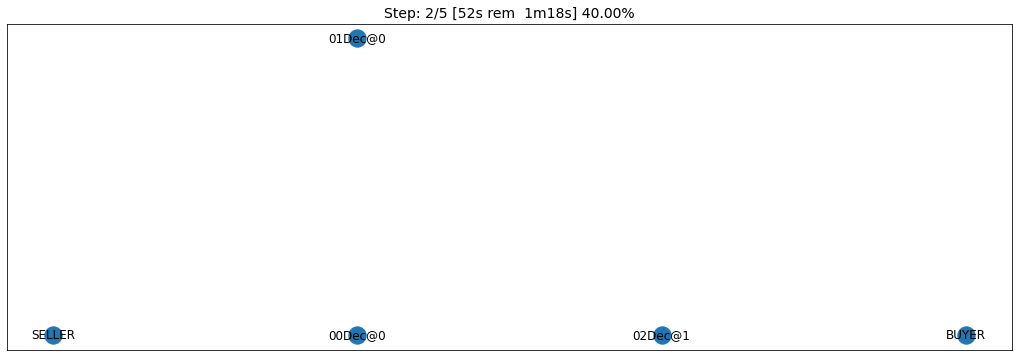 Step: 2/5 [52s rem  1m18s] 40.00%
01Dec@0
SELLER 00Dec@0 02Dec@1 BUYER